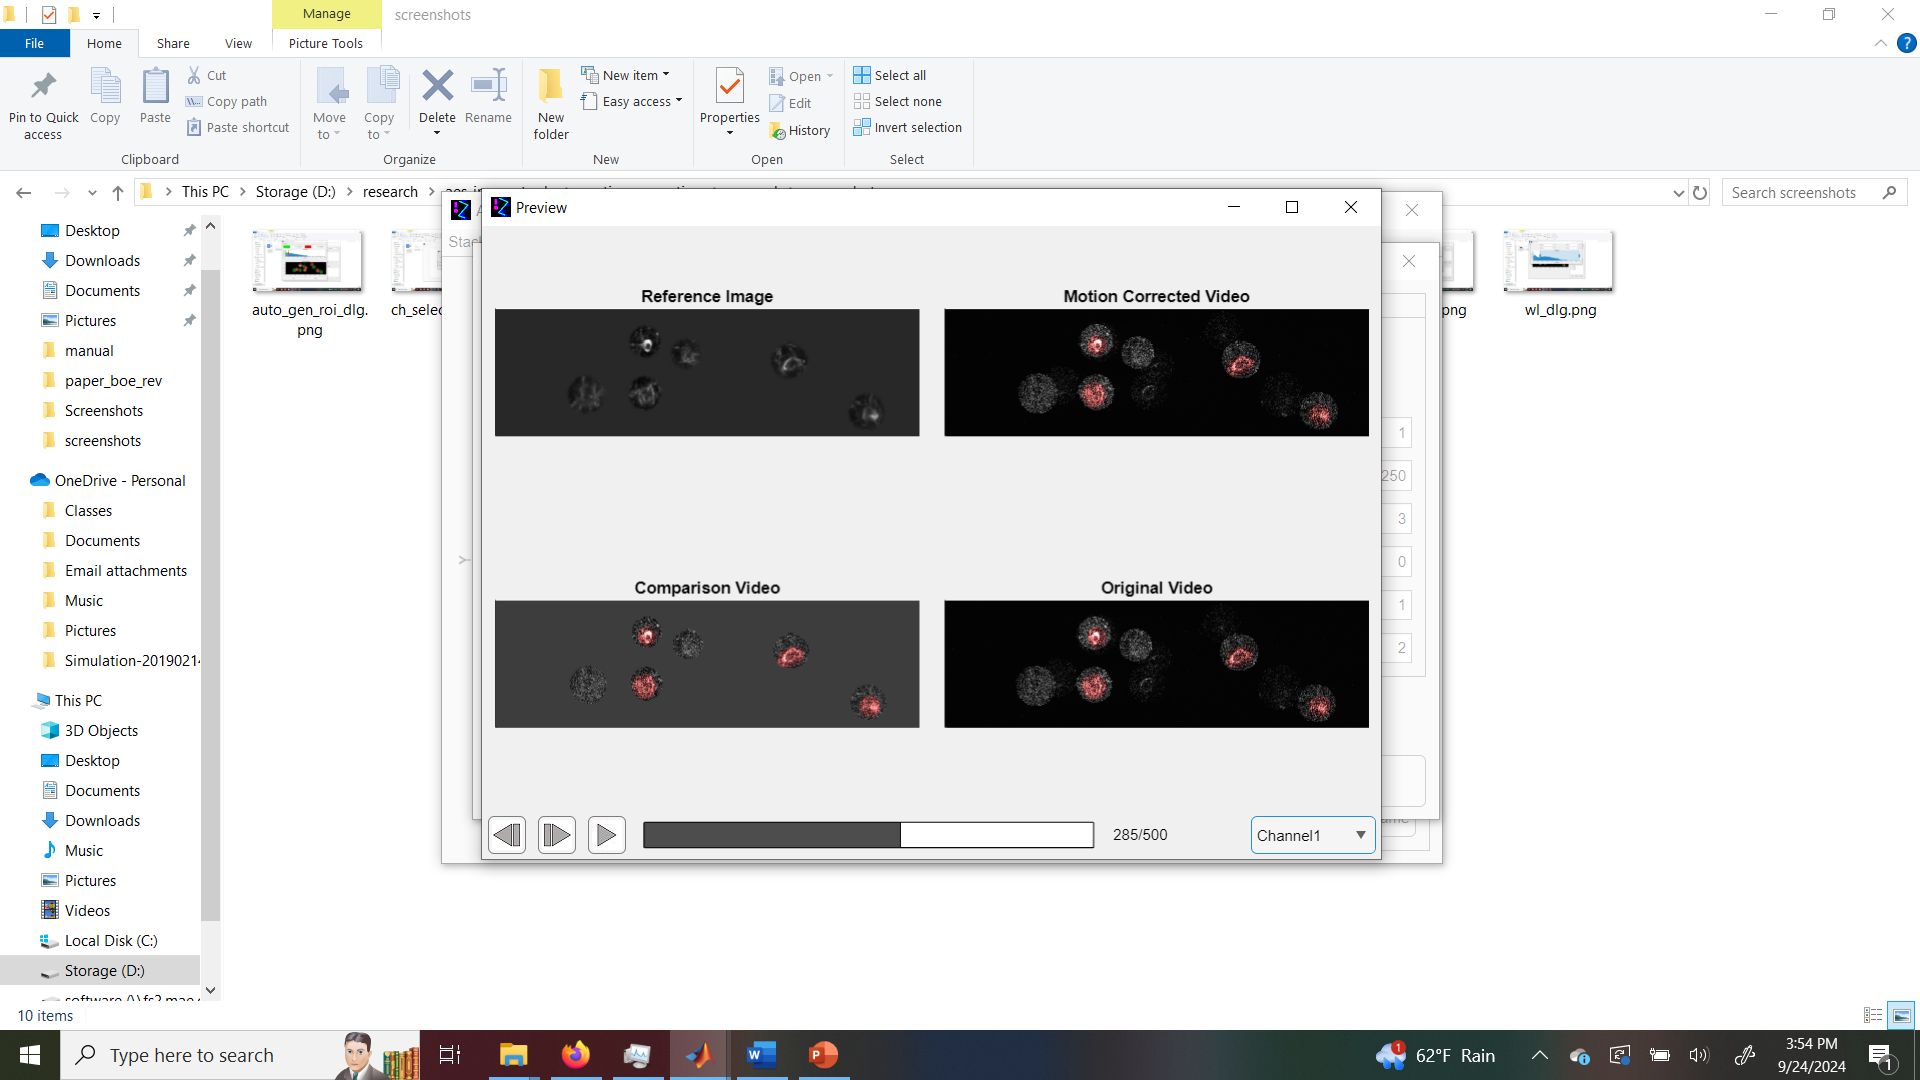 Manage
screenshots
File
Home
Share
View
Picture Tools
Pin to Quick access
Copy
Paste
Cut
Copy path
Paste shortcut
Clipboard
Move to
Copy to
Delete
Rename
Organize
New folder
New item
Easy access
New
Properties
Open
Edit
History
Open
Select all
Select none
Invert selection
Select
This PC
Storage (D:)
research
Search screenshots
Desktop
Downloads
Documents
Pictures
manual
paper_boe_rev
Screenshots
screenshots
OneDrive - Personal
Classes
Documents
Email attachments
Music
Pictures
Simulation-2019021
This PC
3D Objects
Desktop
Documents
Downloads
Music
Pictures
Videos
Local Disk (C:)
Storage (D:)
10 items
auto_gen_roi_dlg.
png
ch_selec
png
wl_dlg.png
Preview
Reference Image
Motion Corrected Video
Comparison Video
Original Video
285/500
Channel1
1
250
3
0
1
2
Type here to search
62°F Rain
3:54 PM
9/24/2024
1